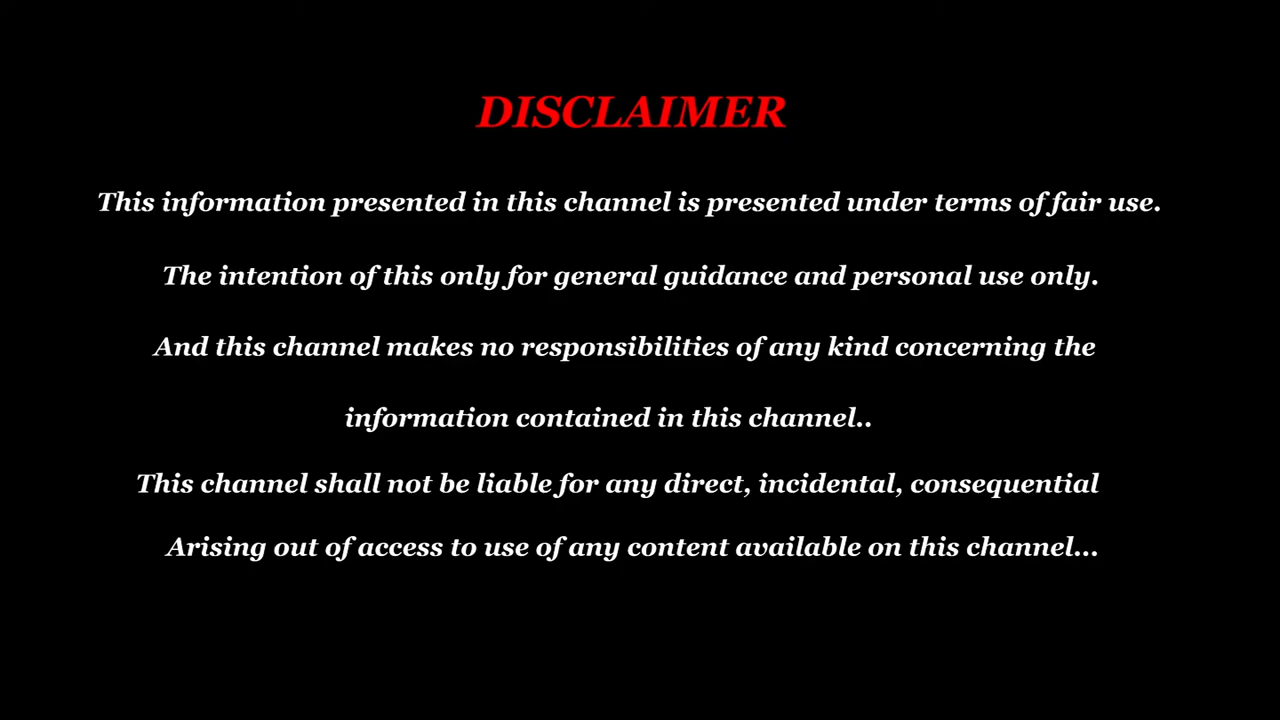 DISCLAIMER
This information presented in this channel is presented under terms of fair use.
The intention of this only for general guidance and personal use only.
And this channel makes no responsibilities of any kind concerning the
information contained in this channel..
This channel shall not be liable for any direct, incidental, consequential
Arising out of access to use of any content available on this channel...